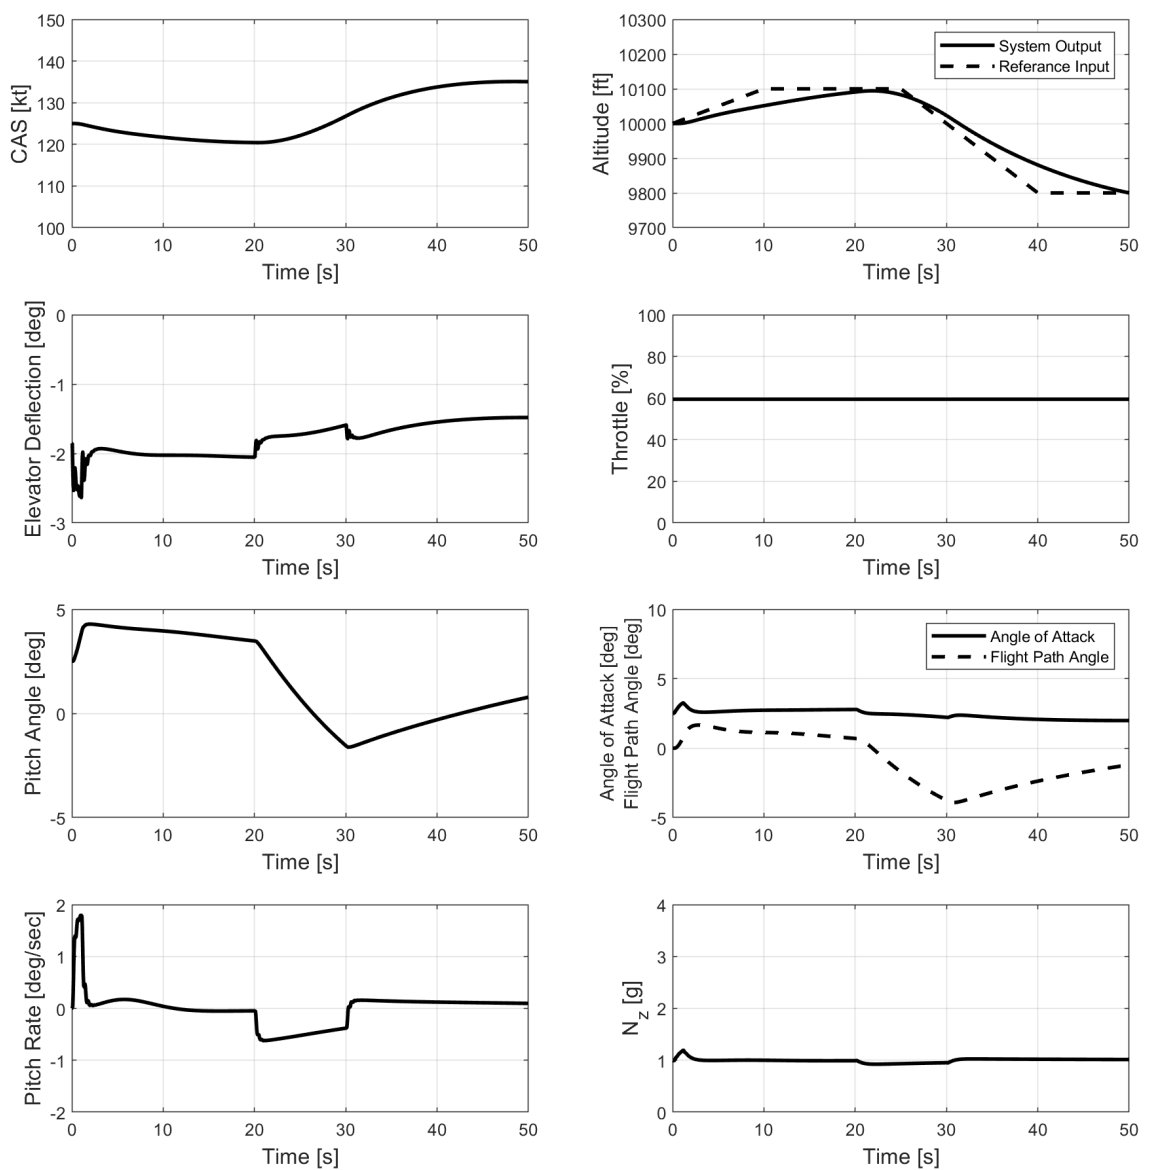 150
140
130
120
110
100
CAS [kt]
0 10 20 30 40 50
Time [s]
10300
10200
10100
10000
9900
9800
9700
Altitude [ft]
System Output
Referance Input
0 10 20 30 40 50
Time [s]
0
-1
-2
-3
Elevator Deflection [deg]
0 10 20 30 40 50
Time [s]
100
80
60
40
20
0
Throttle [%]
0 10 20 30 40 50
Time [s]
5
0
-5
Pitch Angle [deg]
0 10 20 30 40 50
Time [s]
10
5
0
-5
Angle of Attack [deg]
Flight Path Angle [deg]
Angle of Attack
Flight Path Angle
0 10 20 30 40 50
Time [s]
2
1
0
-1
-2
Pitch Rate [deg/sec]
0 10 20 30 40 50
Time [s]
4
3
2
1
0
Nz [g]
0 10 20 30 40 50
Time [s]